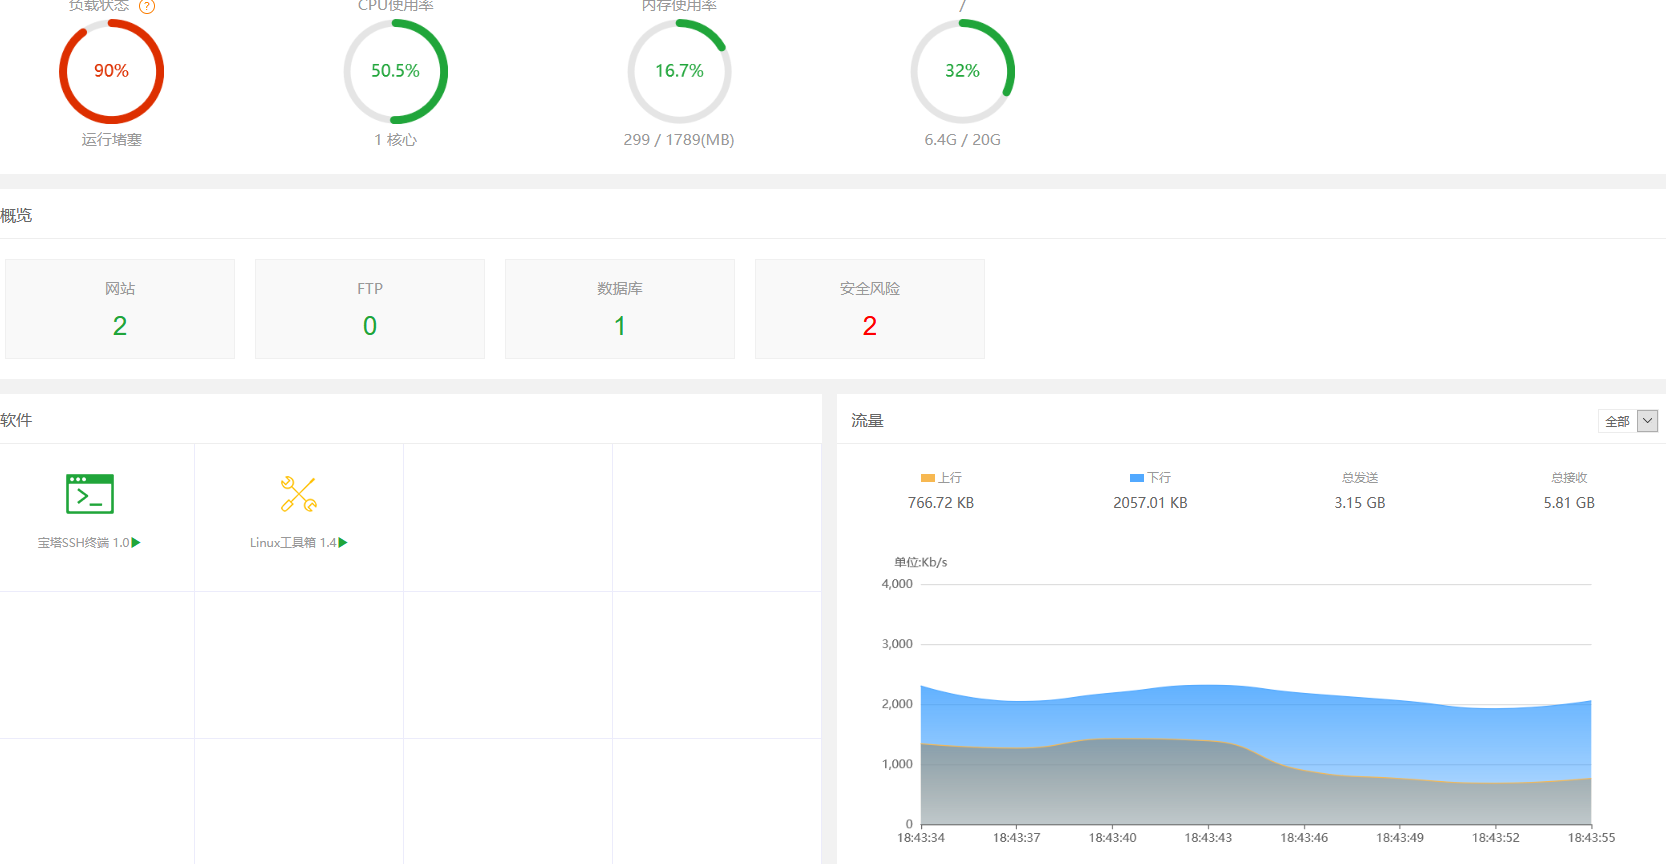 负载状态 ?
CPU使用率
内存使用率
/
90%
50.5%
16.7%
32%
运行堵塞
1 核心
299 / 1789(MB)
6.4G / 20G
概览
网站
FTP
数据库
安全风险
2
0
1
2
软件
宝塔SSH终端 1.0
Linux工具箱 1.4
流量
全部
上行
下行
总发送
总接收
766.72 KB
2057.01 KB
3.15 GB
5.81 GB
单位:Kb/s
4,000
3,000
2,000
1,000
0
18:43:34 18:43:37 18:43:40 18:43:43 18:43:46 18:43:49 18:43:52 18:43:55